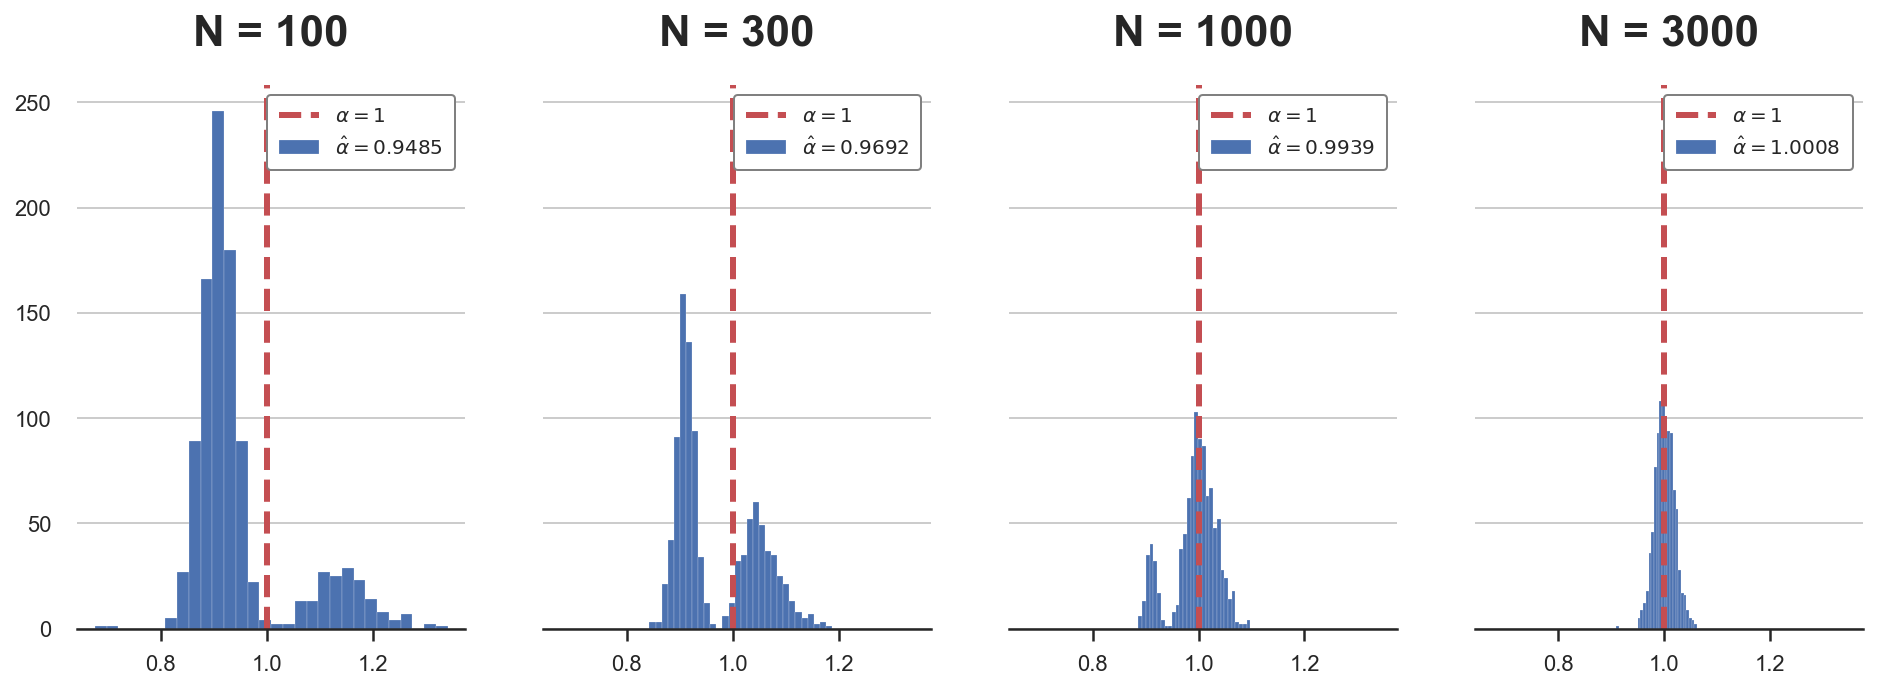 N = 100
N = 300
N = 1000
N = 3000
250
200
150
100
50
0
α = 1
α̂ = 0.9485
α = 1
α̂ = 0.9692
α = 1
α̂ = 0.9939
α = 1
α̂ = 1.0008
0.8 1.0 1.2
0.8 1.0 1.2
0.8 1.0 1.2
0.8 1.0 1.2